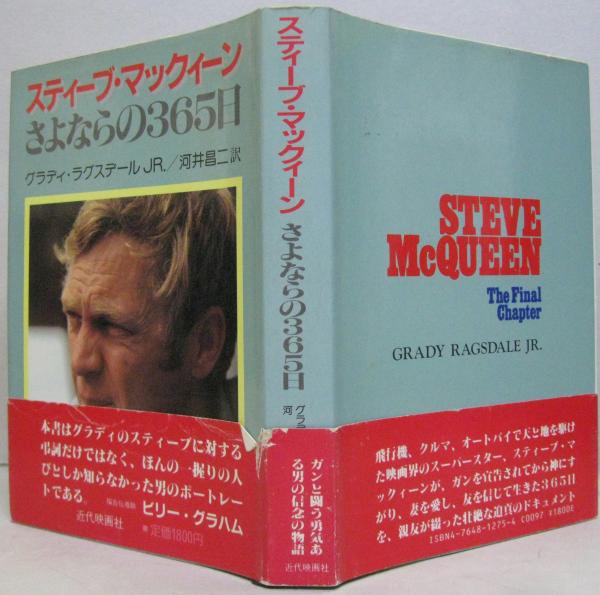 スティーブ・マックィーン
さよならの365日
グラディ・ラグスデールJR./河井昌二訳
本書はグラディのスティーブに対する
弔詞だけではなく、ほんの一握りの人
びとしか知らなかった男のポートレー
トである。
ビリー・グラハム
近代映画社
定価1800円
スティーブ・マックィーン さよならの365日
グラデ
河
ガンと闘う勇気あ
る男の信念の物語
近代映画社
STEVE
McQUEEN
The Final
Chapter
GRADY RAGSDALE JR.
飛行機、クルマ、オートバイで天と地を駆け
た映画界のスーパースター、スティーブ・マ
ックィーンが、ガンを宣告されてから神にす
がり、妻を愛し、友を信じて生きた365日
を、親友が綴った壮絶な迫真のドキュメント
ISBN4-7648-1275-4 C0097 ¥1800E